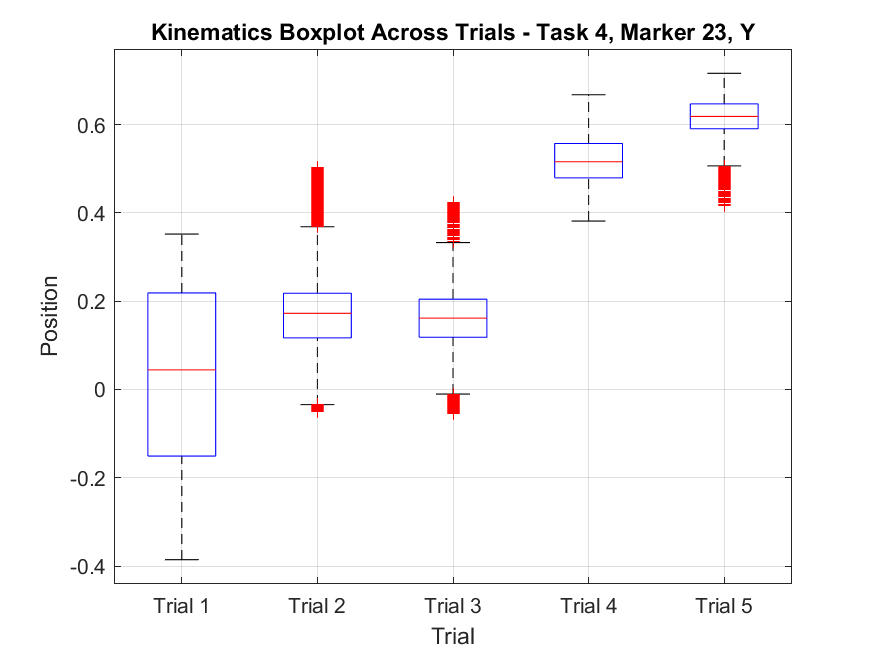 Kinematics Boxplot Across Trials - Task 4, Marker 23, Y
0.6
0.4
0.2
0
-0.2
-0.4
Position
Trial 1 Trial 2 Trial 3 Trial 4 Trial 5
Trial